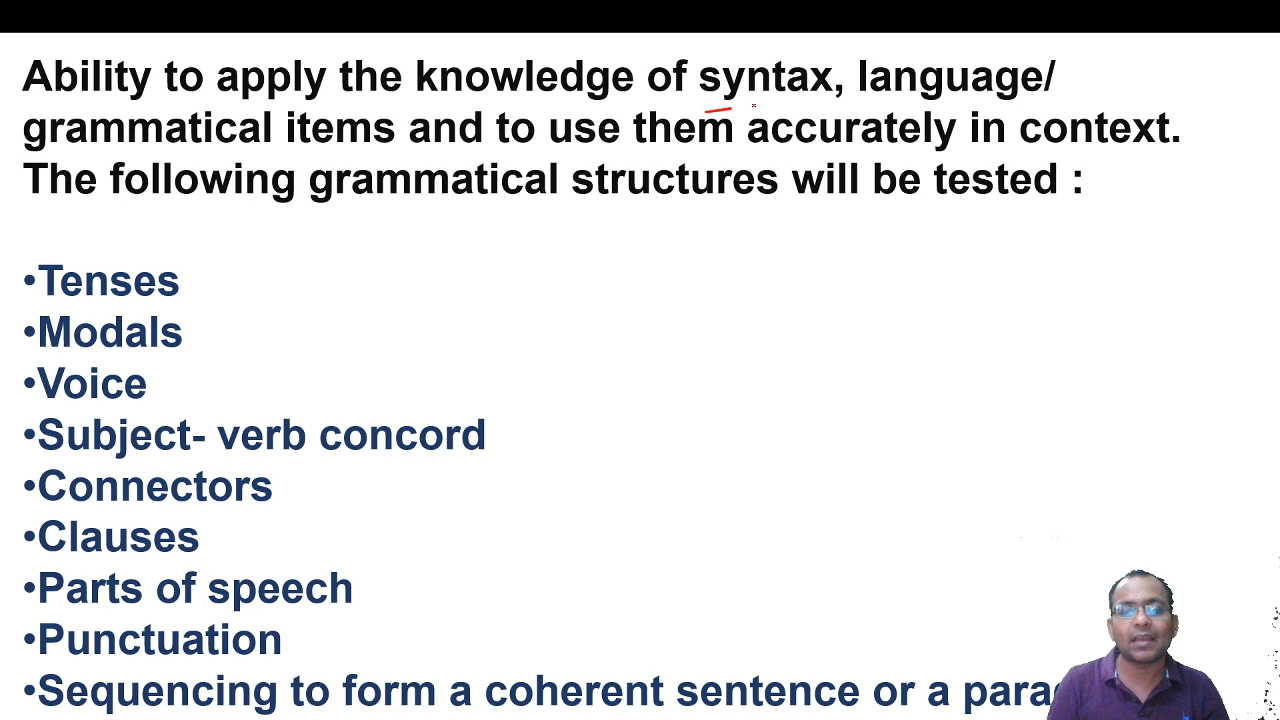 Ability to apply the knowledge of syntax, language/
grammatical items and to use them accurately in context.
The following grammatical structures will be tested :
•Tenses
•Modals
•Voice
•Subject- verb concord
•Connectors
•Clauses
•Parts of speech
•Punctuation
•Sequencing to form a coherent sentence or a